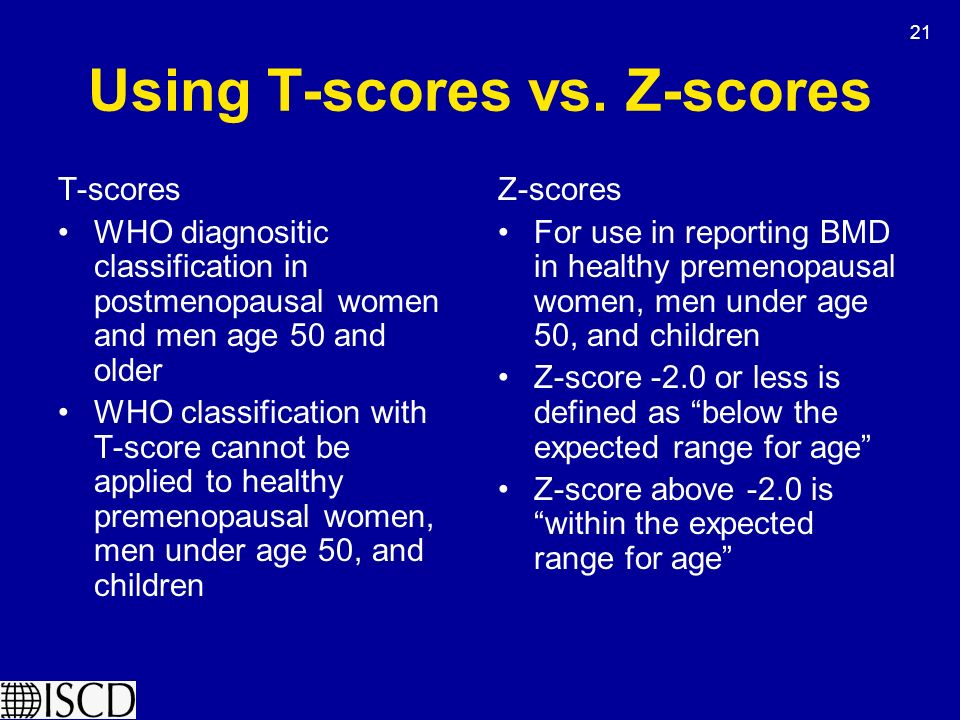 21
Using T-scores vs. Z-scores
T-scores
• WHO diagnositic
classification in
postmenopausal women
and men age 50 and
older
• WHO classification with
T-score cannot be
applied to healthy
premenopausal women,
men under age 50, and
children
Z-scores
• For use in reporting BMD
in healthy premenopausal
women, men under age
50, and children
• Z-score -2.0 or less is
defined as “below the
expected range for age”
• Z-score above -2.0 is
“within the expected
range for age”
ISCD